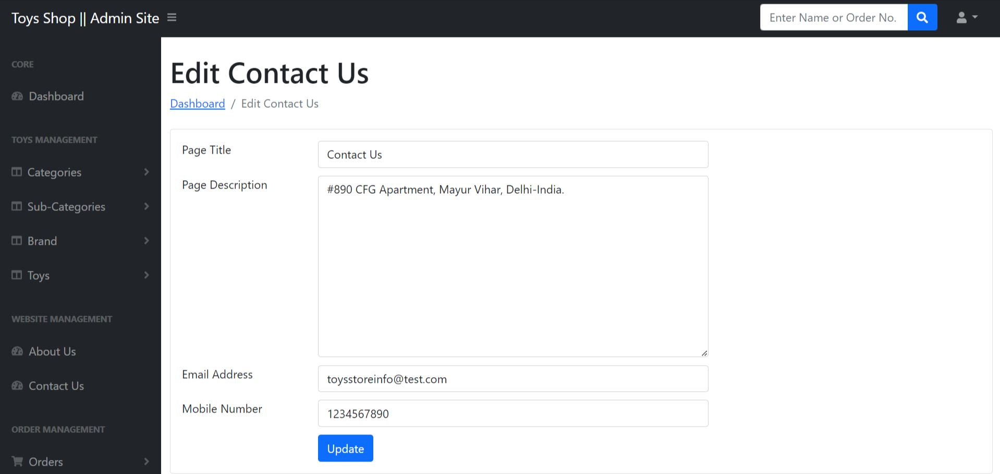 Toys Shop || Admin Site
Enter Name or Order No.
CORE
Dashboard
TOYS MANAGEMENT
Categories
Sub-Categories
Brand
Toys
WEBSITE MANAGEMENT
About Us
Contact Us
ORDER MANAGEMENT
Orders
Edit Contact Us
Dashboard / Edit Contact Us
Page Title
Contact Us
Page Description
#890 CFG Apartment, Mayur Vihar, Delhi-India.
Email Address
toysstoreinfo@test.com
Mobile Number
1234567890
Update